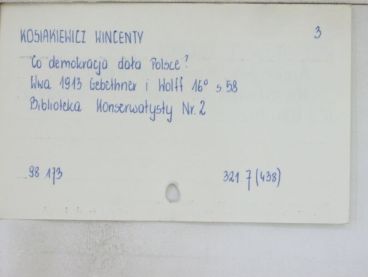 KOSIAKIEWICZ WINCENTY 3
Co demokracja dała Polsce?
Wwa 1913 Gebethner i Wolff 16° s. 58
Biblioteka Konserwatysty Nr. 2
98 173 321 7 (438)